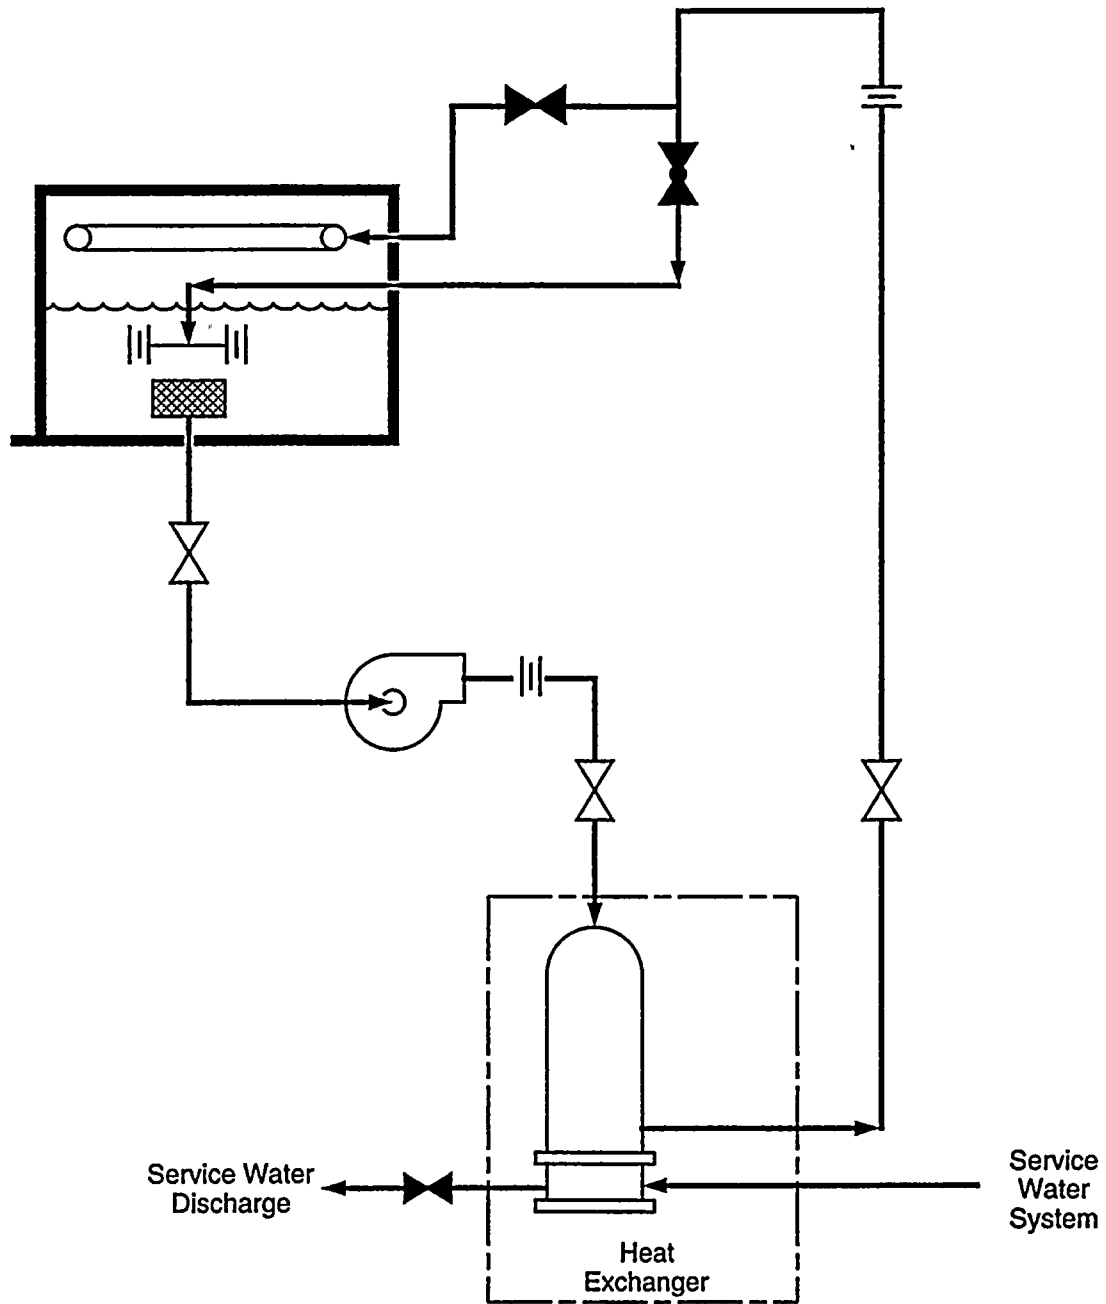 Service Water
Discharge
Service
Water
System
Heat
Exchanger